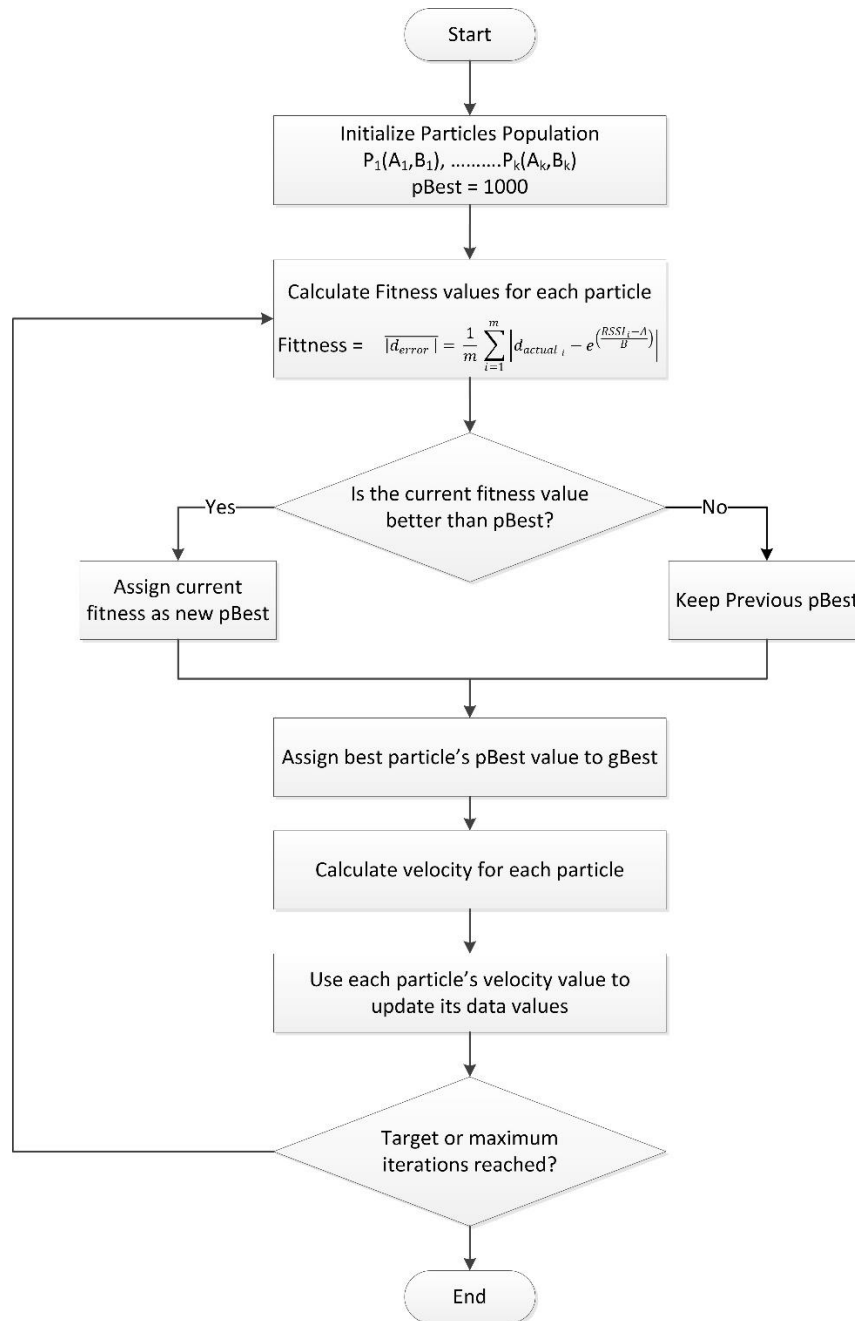 Start
Initialize Particles Population
P₁(A₁,B₁), ..........Pₖ(Aₖ,Bₖ)
pBest = 1000
Calculate Fitness values for each particle
Fittness = |d_error|̅ = 1/m ∑_{i=1}^{m} |d_actual i − e^((RSSI_i−A)/B)|
Is the current fitness value
better than pBest?
Yes
No
Assign current
fitness as new pBest
Keep Previous pBest
Assign best particle’s pBest value to gBest
Calculate velocity for each particle
Use each particle’s velocity value to
update its data values
Target or maximum
iterations reached?
End